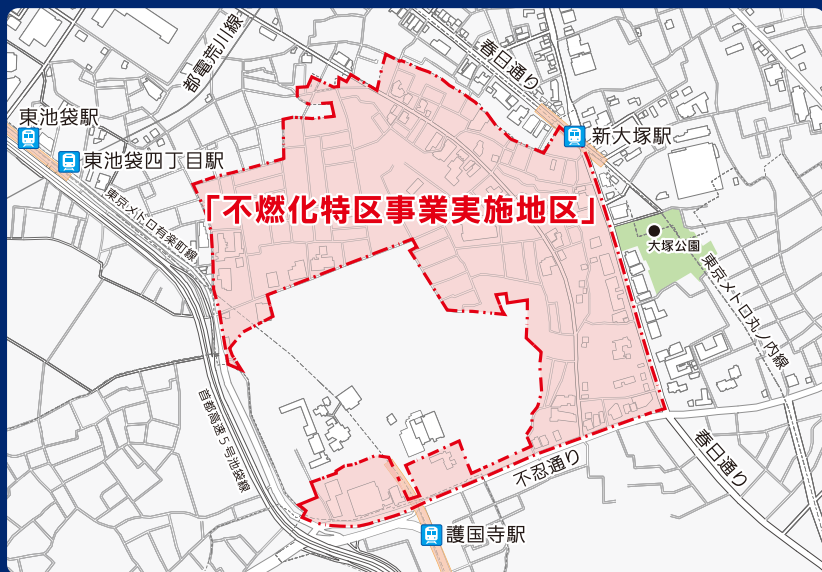 都電荒川線
春日通り
東池袋駅
新大塚駅
東池袋四丁目駅
東京メトロ有楽町線
「不燃化特区事業実施地区」
大塚公園
東京メトロ丸ノ内線
首都高速5号池袋線
春日通り
不忍通り
護国寺駅